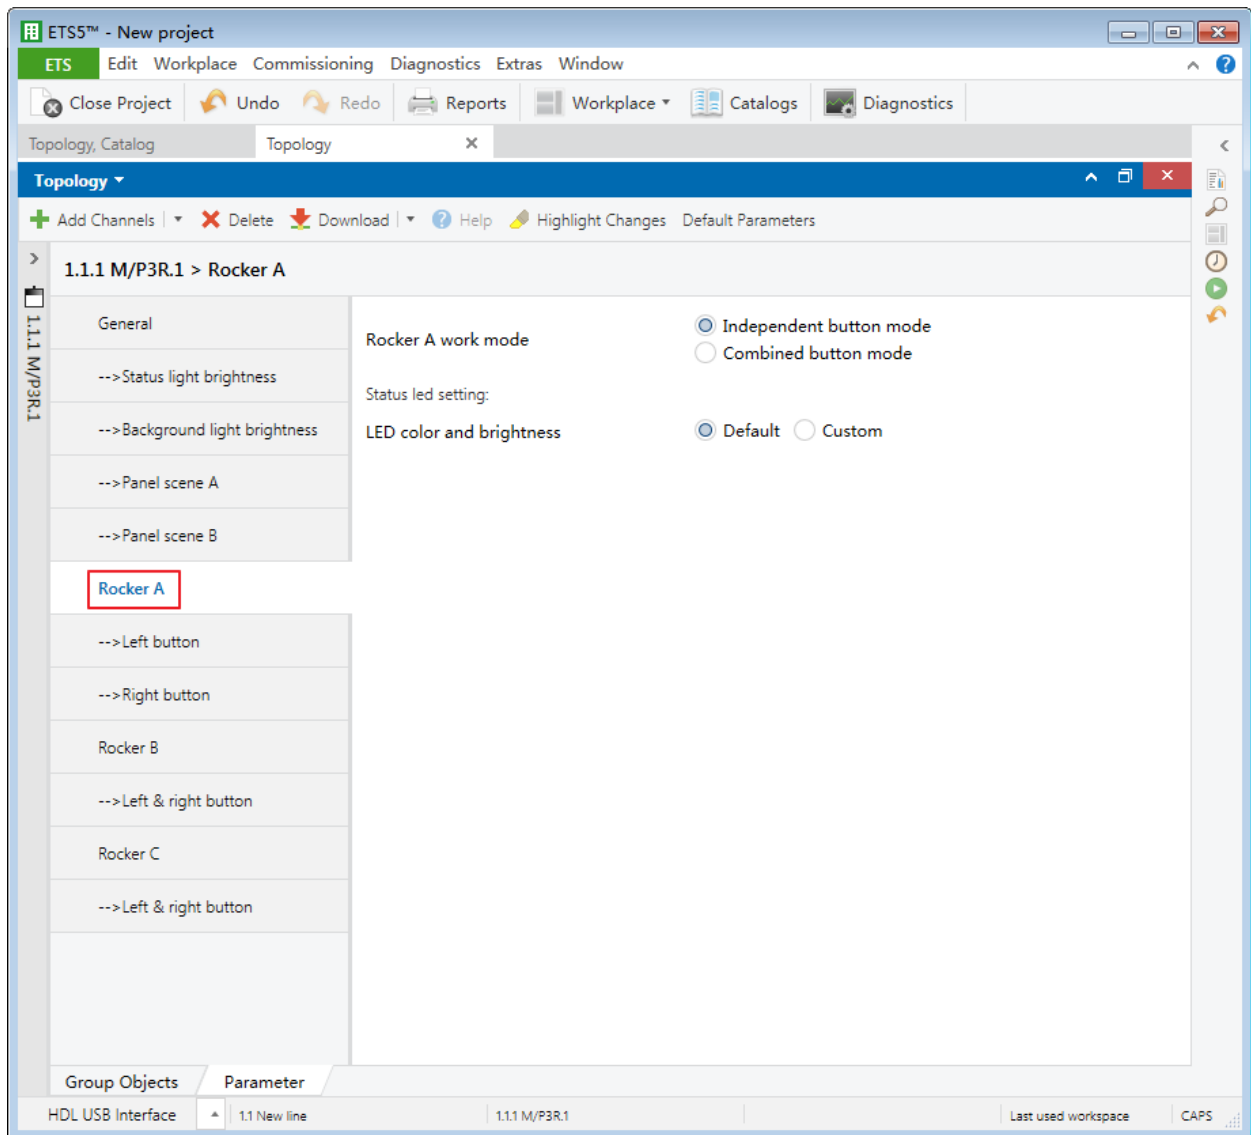 ETS5™ - New project
ETS Edit Workplace Commissioning Diagnostics Extras Window
Close Project Undo Redo Reports Workplace Catalogs Diagnostics
Topology, Catalog Topology
Topology
Add Channels Delete Download Help Highlight Changes Default Parameters
1.1.1 M/P3R.1 > Rocker A
1.1.1 M/P3R.1
General
-->Status light brightness
-->Background light brightness
-->Panel scene A
-->Panel scene B
Rocker A
-->Left button
-->Right button
Rocker B
-->Left & right button
Rocker C
-->Left & right button
Rocker A work mode
Independent button mode
Combined button mode
Status led setting:
LED color and brightness Default Custom
Group Objects Parameter
HDL USB Interface 1.1 New line 1.1.1 M/P3R.1 Last used workspace CAPS